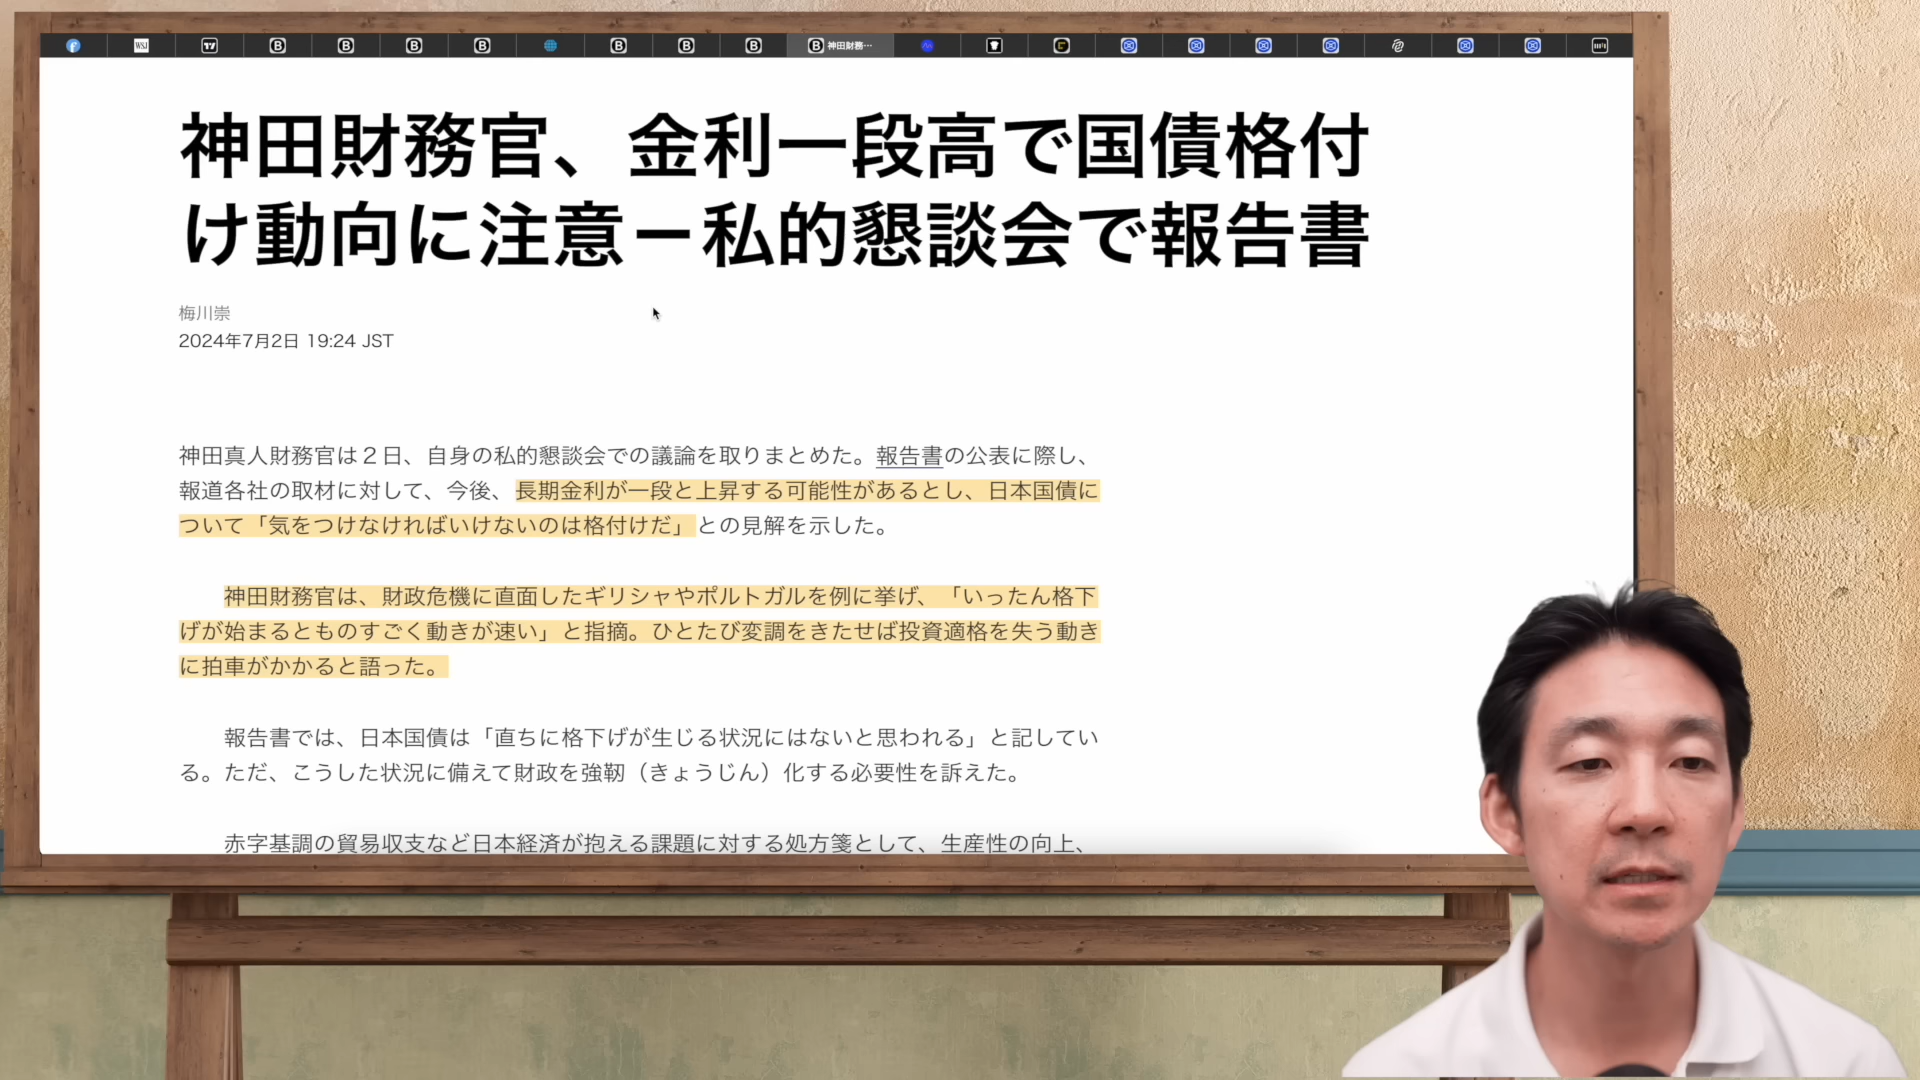 WSJ
B
B
B
B
B
B
B
B 神田財務…
神田財務官、金利一段高で国債格付
け動向に注意－私的懇談会で報告書
梅川崇
2024年7月2日 19:24 JST
神田真人財務官は２日、自身の私的懇談会での議論を取りまとめた。報告書の公表に際し、
報道各社の取材に対して、今後、長期金利が一段と上昇する可能性があるとし、日本国債に
ついて「気をつけなければいけないのは格付けだ」との見解を示した。
神田財務官は、財政危機に直面したギリシャやポルトガルを例に挙げ、「いったん格下
げが始まるとものすごく動きが速い」と指摘。ひとたび変調をきたせば投資適格を失う動き
に拍車がかかると語った。
報告書では、日本国債は「直ちに格下げが生じる状況にはないと思われる」と記してい
る。ただ、こうした状況に備えて財政を強靭（きょうじん）化する必要性を訴えた。
赤字基調の貿易収支など日本経済が抱える課題に対する処方箋として、生産性の向上、